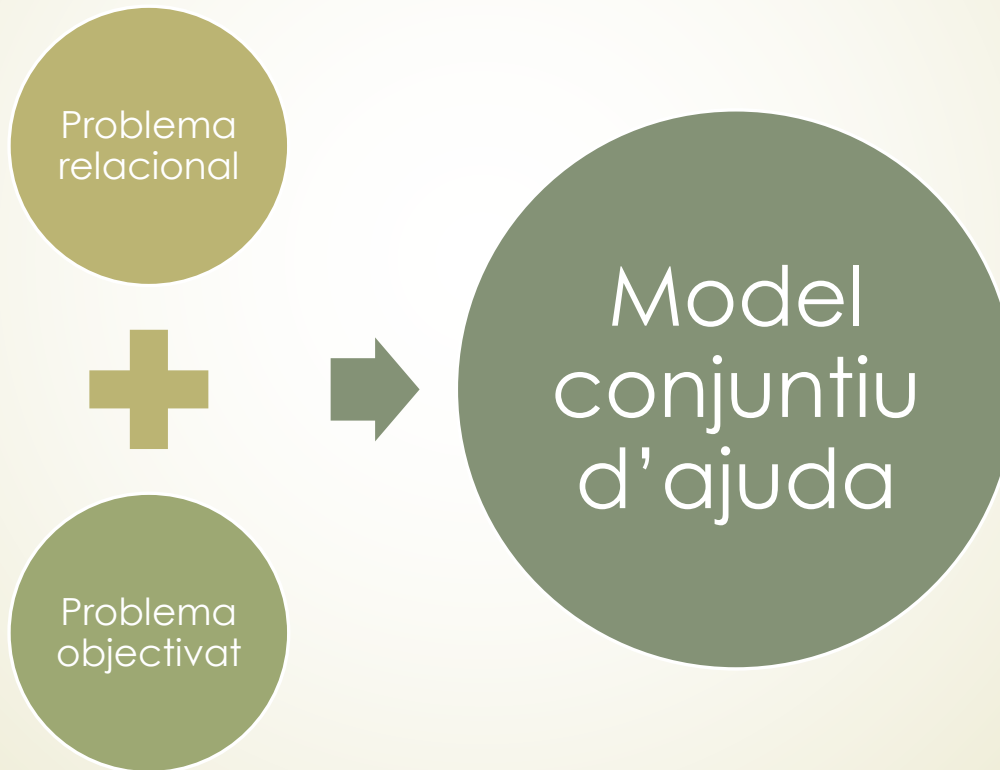 Problema
relacional
Problema
objectivat
Model
conjuntiu
d’ajuda